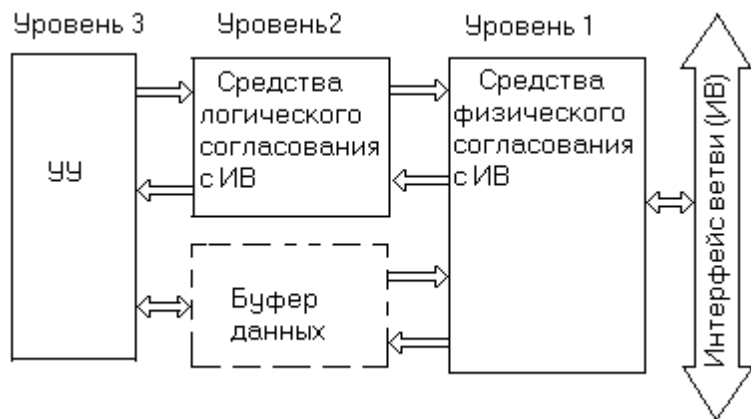 Уровень 3
Уровень2
Уровень 1
УУ
Средства
логического
согласования
с ИВ
Буфер
данных
Средства
физического
согласования
с ИВ
Интерфейс ветви (ИВ)